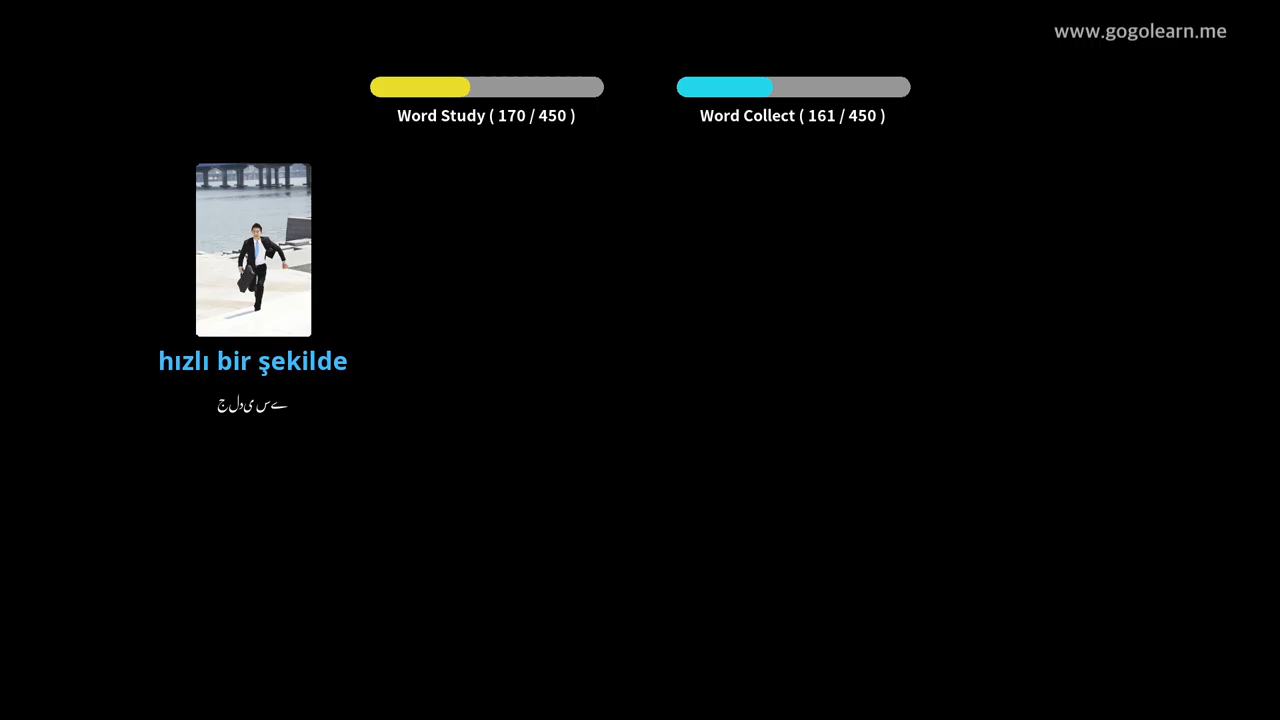 www.gogolearn.me
Word Study ( 170 / 450 )
Word Collect ( 161 / 450 )
hızlı bir şekilde
جلدی سے